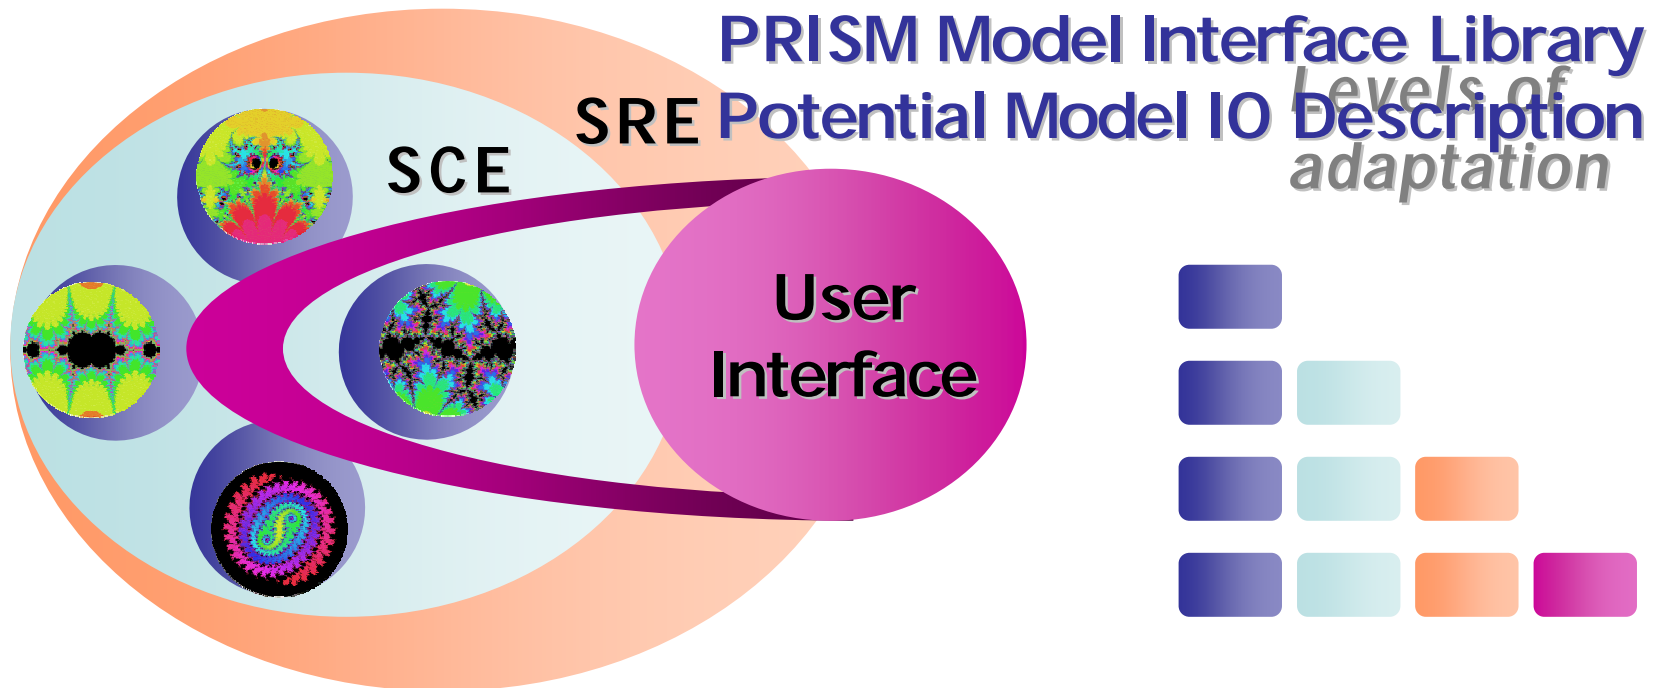 PRISM Model Interface Library
Levels of
SRE
Potential Model IO Description
adaptation
SCE
User
Interface